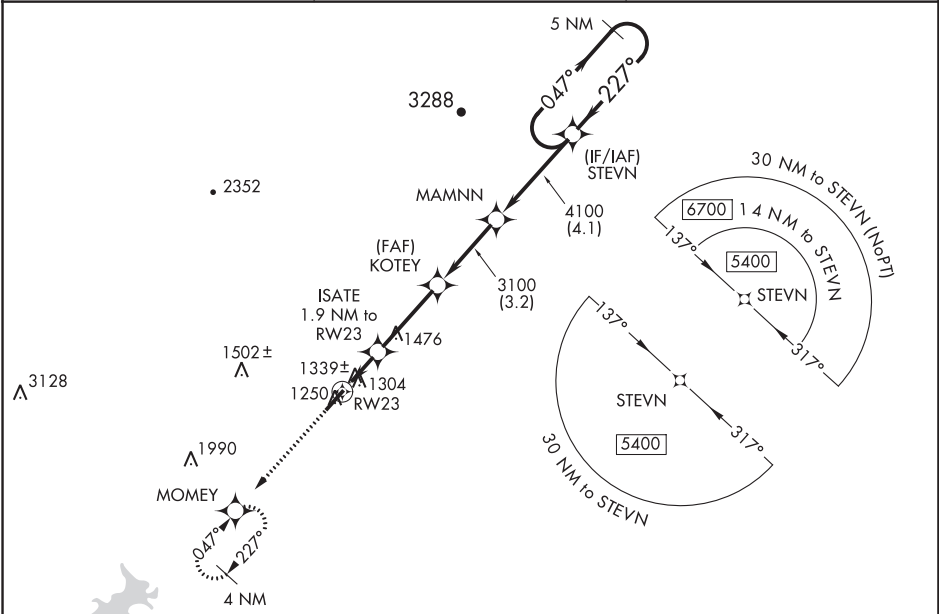 5 NM
047°
227°
3288
(IF/IAF)
STEVN
2352
MAMNN
4100
(4.1)
(FAF)
KOTEY
3100
(3.2)
ISATE
1.9 NM to
RW23
1476
1502±
1339±
1304
1250
RW23
3128
1990
MOMEY
047°
227°
4 NM
30 NM to STEVN (NoPT)
6700
14 NM to STEVN
137°
5400
STEVN
317°
137°
STEVN
317°
5400
30 NM to STEVN